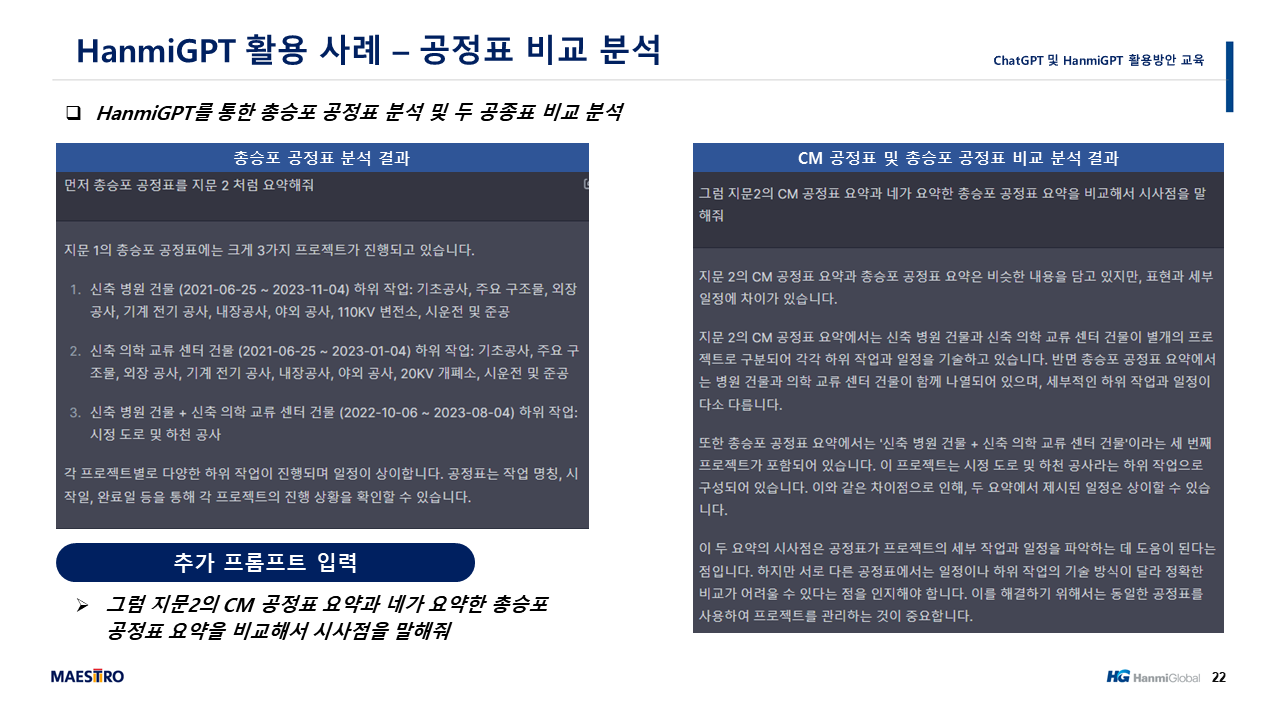 HanmiGPT 활용 사례 – 공정표 비교 분석
ChatGPT 및 HanmiGPT 활용방안 교육
❑ HanmiGPT를 통한 총승포 공정표 분석 및 두 공종표 비교 분석
총승포 공정표 분석 결과
먼저 총승포 공정표를 지문 2 처럼 요약해줘
지문 1의 총승포 공정표에는 크게 3가지 프로젝트가 진행되고 있습니다.
1. 신축 병원 건물 (2021-06-25 ~ 2023-11-04) 하위 작업: 기초공사, 주요 구조물, 외장
공사, 기계 전기 공사, 내장공사, 야외 공사, 110KV 변전소, 시운전 및 준공
2. 신축 의학 교류 센터 건물 (2021-06-25 ~ 2023-01-04) 하위 작업: 기초공사, 주요 구
조물, 외장 공사, 기계 전기 공사, 내장공사, 야외 공사, 20KV 개폐소, 시운전 및 준공
3. 신축 병원 건물 + 신축 의학 교류 센터 건물 (2022-10-06 ~ 2023-08-04) 하위 작업:
시정 도로 및 하천 공사
각 프로젝트별로 다양한 하위 작업이 진행되며 일정이 상이합니다. 공정표는 작업 명칭, 시
작일, 완료일 등을 통해 각 프로젝트의 진행 상황을 확인할 수 있습니다.
추가 프롬프트 입력
➢ 그럼 지문2의 CM 공정표 요약과 네가 요약한 총승포
공정표 요약을 비교해서 시사점을 말해줘
CM 공정표 및 총승포 공정표 비교 분석 결과
그럼 지문2의 CM 공정표 요약과 네가 요약한 총승포 공정표 요약을 비교해서 시사점을 말
해줘
지문 2의 CM 공정표 요약과 총승포 공정표 요약은 비슷한 내용을 담고 있지만, 표현과 세부
일정에 차이가 있습니다.
지문 2의 CM 공정표 요약에서는 신축 병원 건물과 신축 의학 교류 센터 건물이 별개의 프로
젝트로 구분되어 각각 하위 작업과 일정을 기술하고 있습니다. 반면 총승포 공정표 요약에서
는 병원 건물과 의학 교류 센터 건물이 함께 나열되어 있으며, 세부적인 하위 작업과 일정이
다소 다릅니다.
또한 총승포 공정표 요약에서는 '신축 병원 건물 + 신축 의학 교류 센터 건물'이라는 세 번째
프로젝트가 포함되어 있습니다. 이 프로젝트는 시정 도로 및 하천 공사라는 하위 작업으로
구성되어 있습니다. 이와 같은 차이점으로 인해, 두 요약에서 제시된 일정은 상이할 수 있습
니다.
이 두 요약의 시사점은 공정표가 프로젝트의 세부 작업과 일정을 파악하는 데 도움이 된다는
점입니다. 하지만 서로 다른 공정표에서는 일정이나 하위 작업의 기술 방식이 달라 정확한
비교가 어려울 수 있다는 점을 인지해야 합니다. 이를 해결하기 위해서는 동일한 공정표를
사용하여 프로젝트를 관리하는 것이 중요합니다.
MAESTRO
HG HanmiGlobal 22